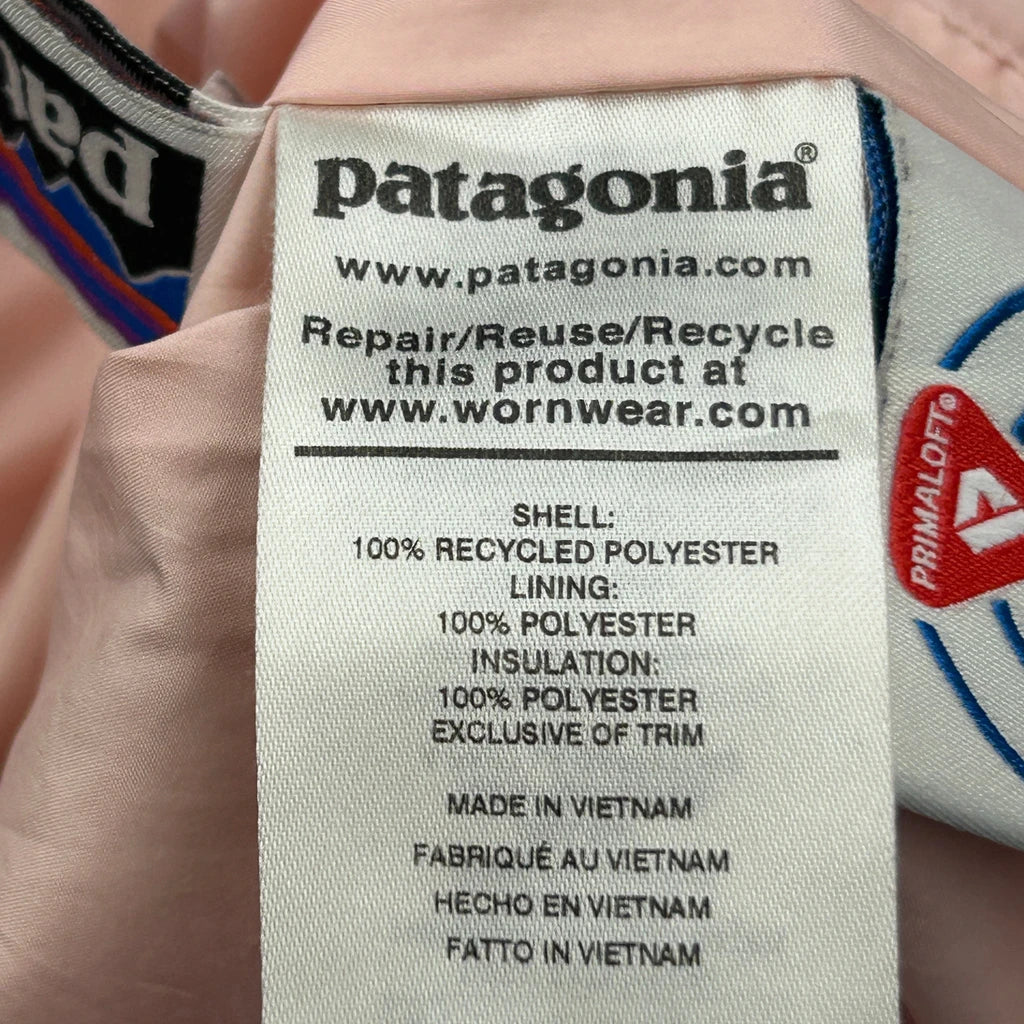 patagonia®
www.patagonia.com
Repair/Reuse/Recycle
this product at
www.wornwear.com
SHELL:
100% RECYCLED POLYESTER
LINING:
100% POLYESTER
INSULATION:
100% POLYESTER
EXCLUSIVE OF TRIM
MADE IN VIETNAM
FABRIQUÉ AU VIETNAM
HECHO EN VIETNAM
FATTO IN VIETNAM
PRIMALOFT®
pat